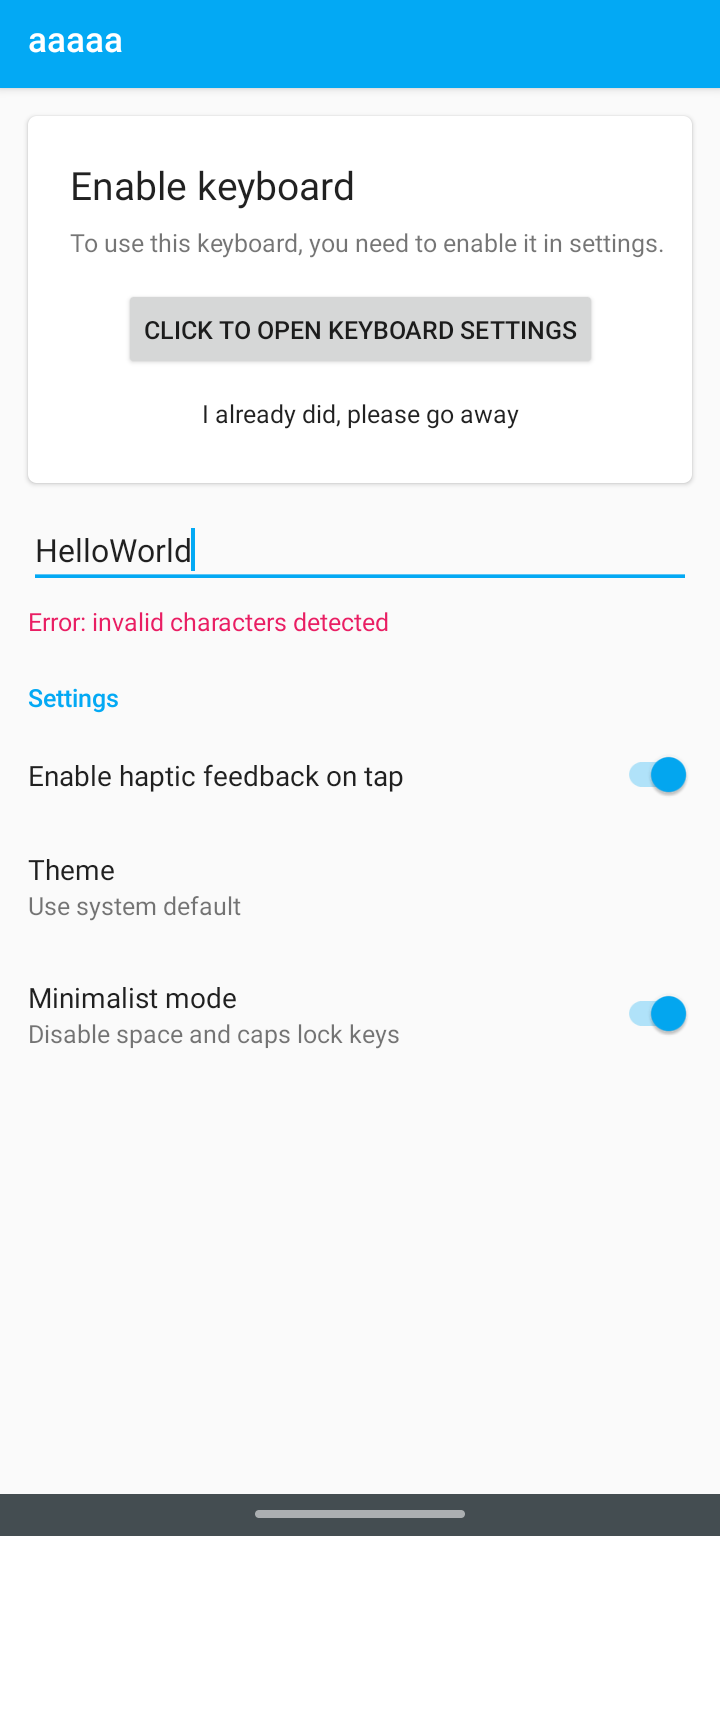 aaaaa
Enable keyboard
To use this keyboard, you need to enable it in settings.
CLICK TO OPEN KEYBOARD SETTINGS
I already did, please go away
HelloWorld
Error: invalid characters detected
Settings
Enable haptic feedback on tap
Theme
Use system default
Minimalist mode
Disable space and caps lock keys